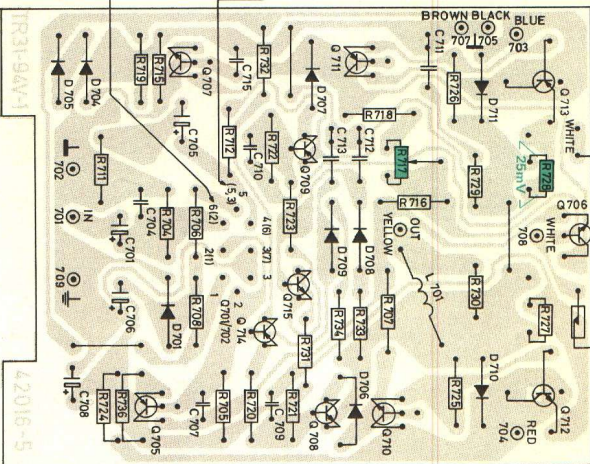 BROWN BLACK BLUE
707 705 703
TR31-94V-1
D705
D704
R719
R715
Q707
C715
R732
D707
Q711
C711
R726
D711
Q713
WHITE
C705
R712
C710
R722
Q709
C713
C712
R718
R717
R729
25mV
R728
702
R711
701
IN
C704
C701
R704
R706
6(2)
(5,3)
5
4(6)
3(7)
3
2(1)
1
2
R723
R716
OUT
YELLOW
D709
D708
L701
WHITE
708
Q706
709
C706
D701
R708
Q701/702
Q714
Q715
R731
R734
R733
R707
R730
R727
C708
R724
R736
Q705
C707
R705
R720
C709
R721
Q708
D706
Q710
R725
D710
RED
704
Q712
42016-5